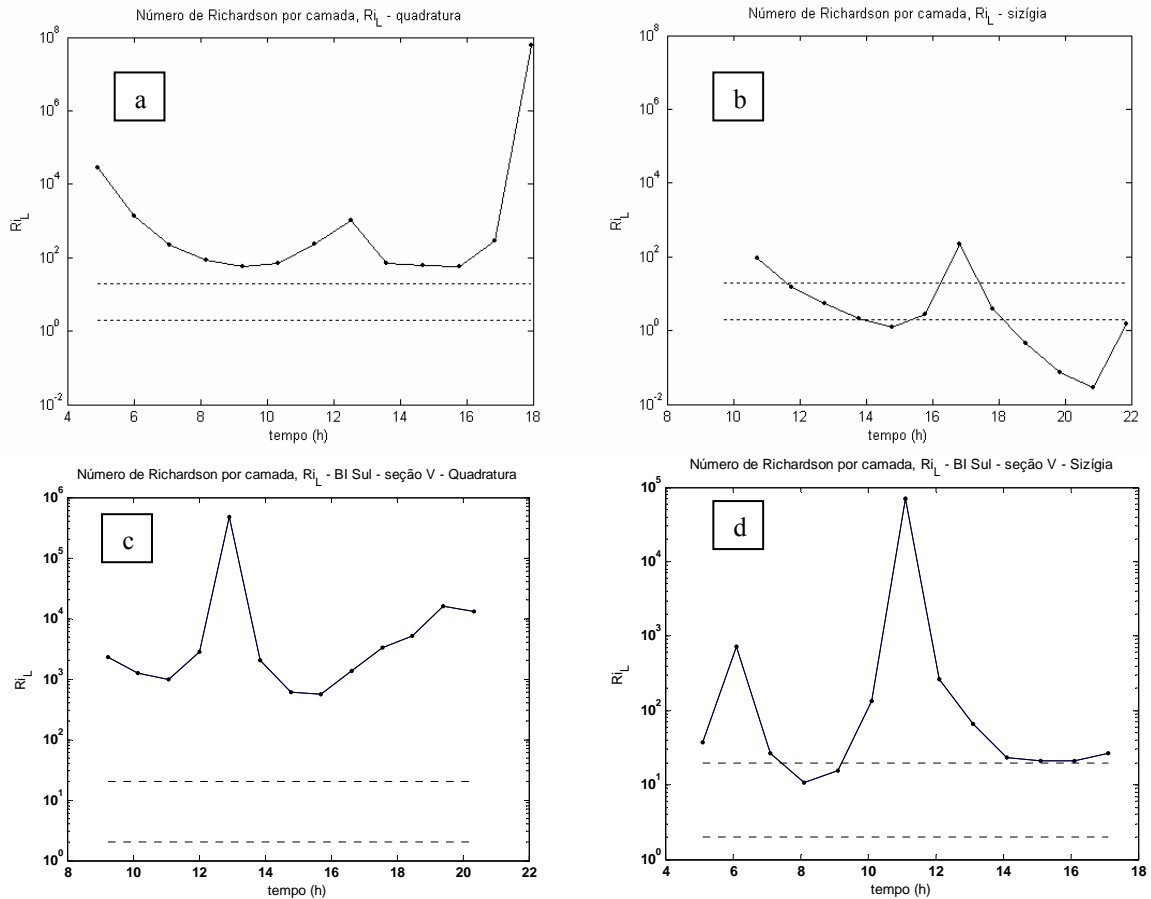 Número de Richardson por camada, Ri_L - quadratura
a
10^8
10^6
10^4
10^2
10^0
10^-2
Ri_L
4 6 8 10 12 14 16 18
tempo (h)
Número de Richardson por camada, Ri_L - sizígia
b
10^8
10^6
10^4
10^2
10^0
10^-2
Ri_L
8 10 12 14 16 18 20 22
tempo (h)
Número de Richardson por camada, Ri_L - BI Sul - seção V - Quadratura
c
10^6
10^5
10^4
10^3
10^2
10^1
10^0
Ri_L
8 10 12 14 16 18 20 22
tempo (h)
Número de Richardson por camada, Ri_L - BI Sul - seção V - Sizígia
d
10^5
10^4
10^3
10^2
10^1
10^0
Ri_L
4 6 8 10 12 14 16 18
tempo (h)